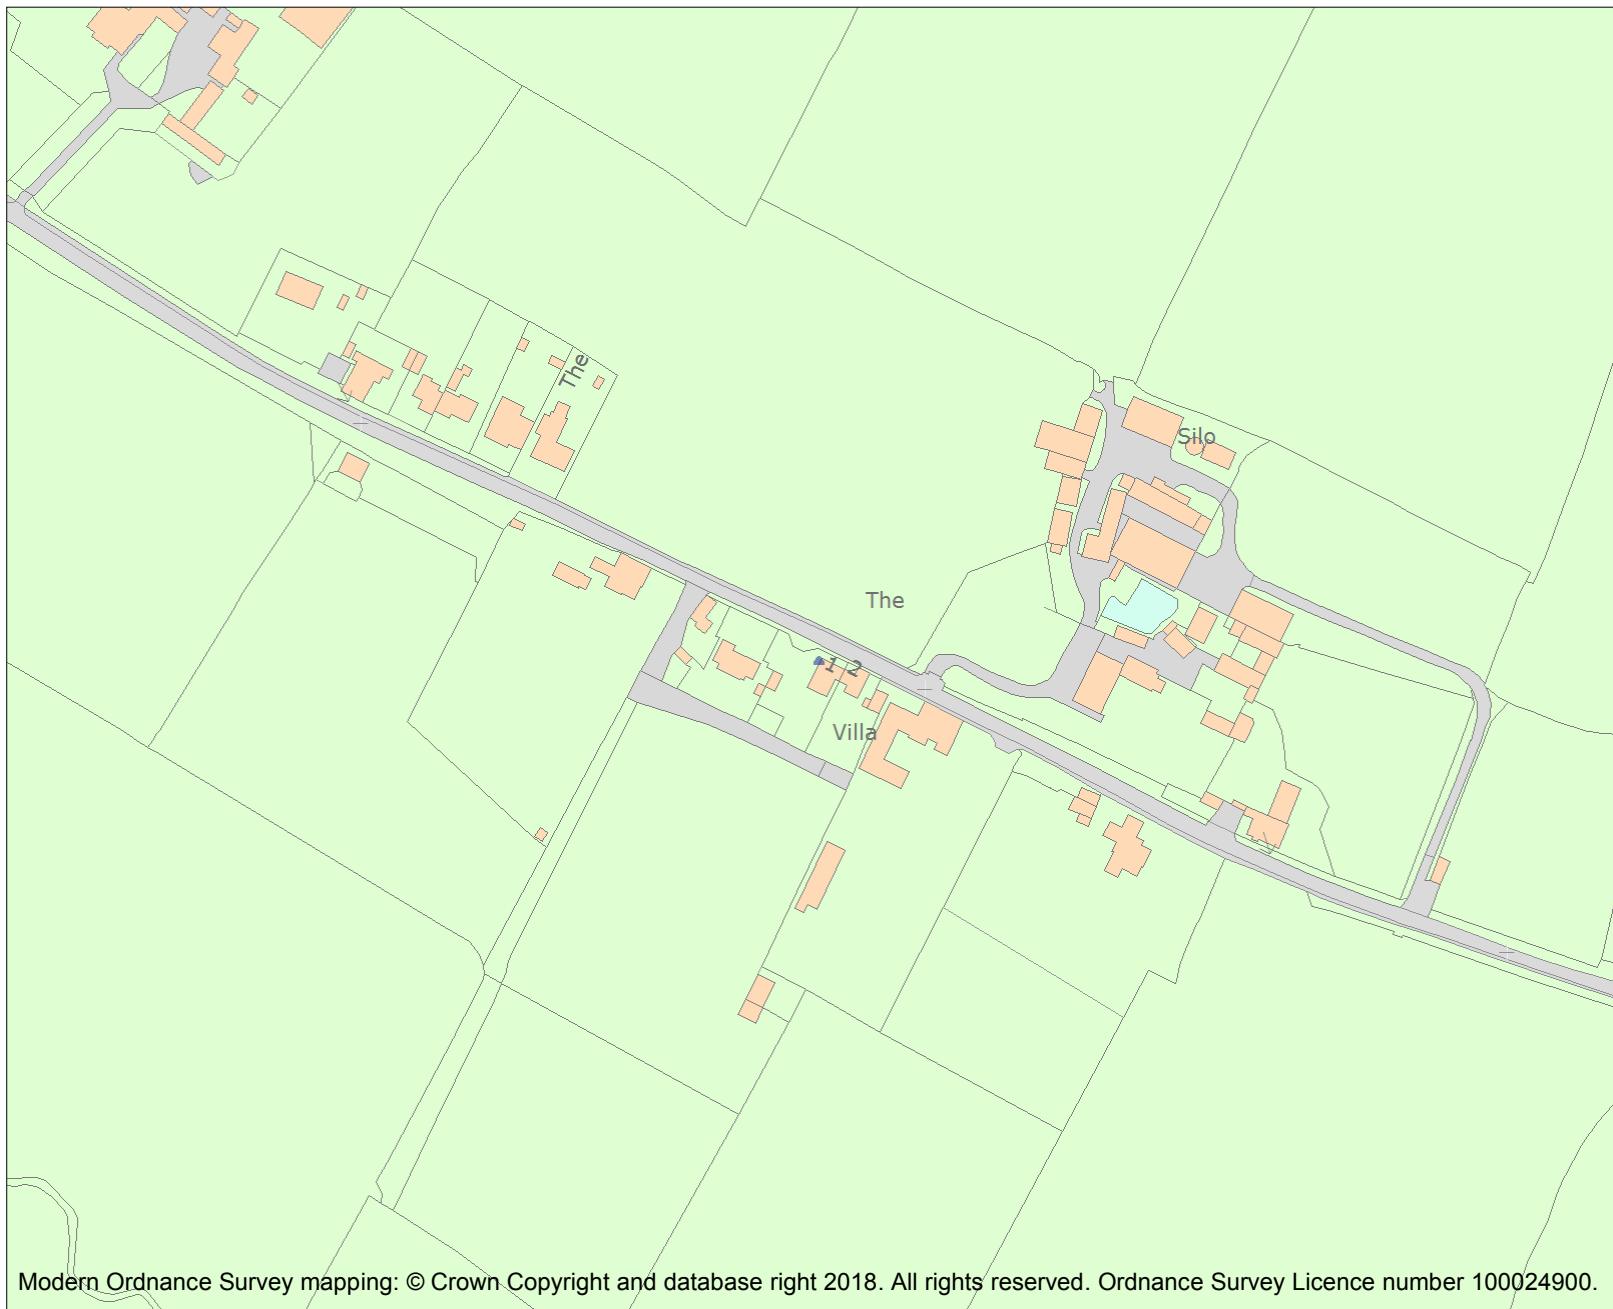 The
Silo
The
1 2
Villa
Modern Ordnance Survey mapping: © Crown Copyright and database right 2018. All rights reserved. Ordnance Survey Licence number 100024900.